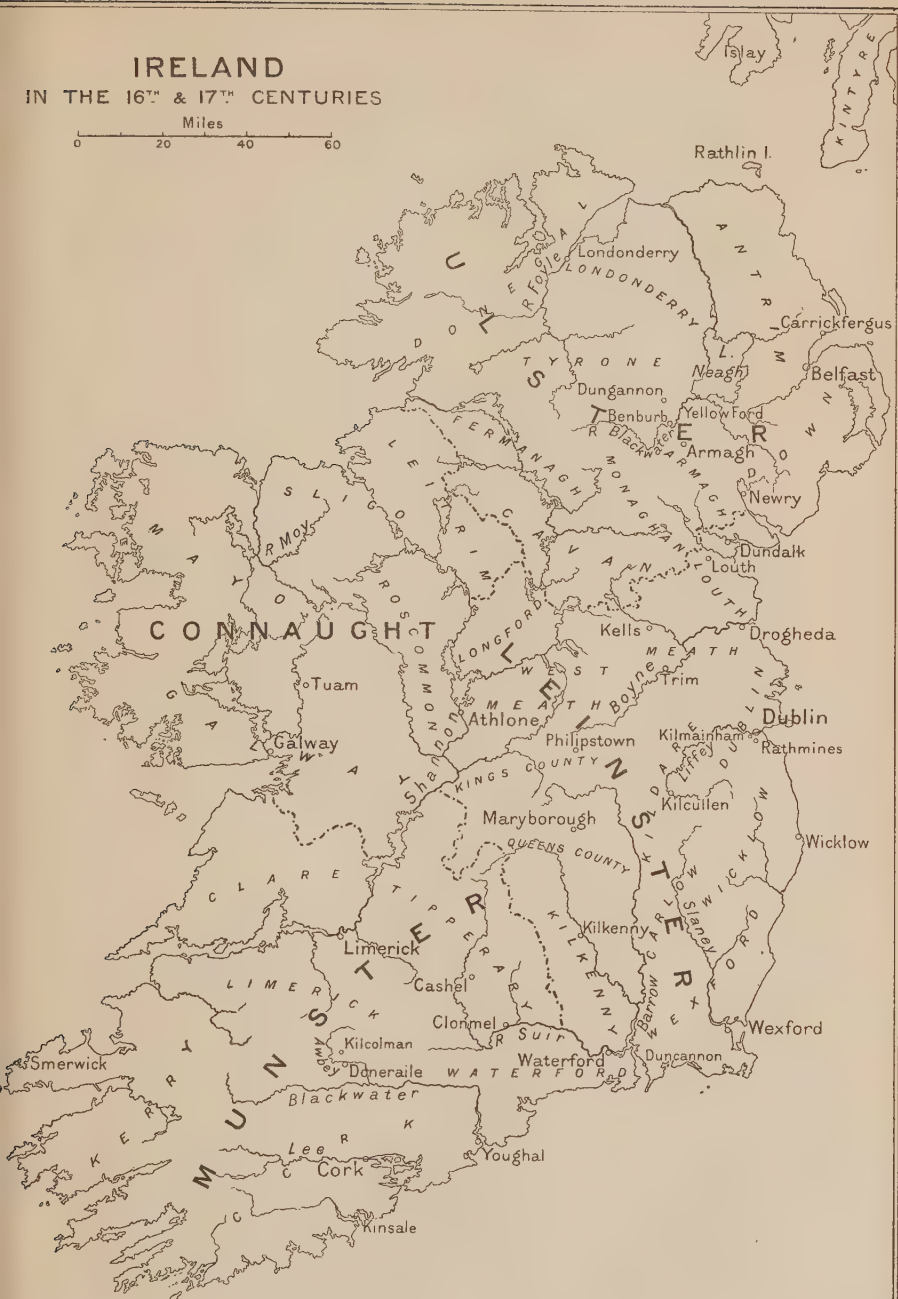 IRELAND
IN THE 16TH & 17TH CENTURIES
Miles
0 20 40 60
Islay
KINTYRE
Rathlin I.
ULSTER
DONEGAL
R Foyle
Londonderry
LONDONDERRY
ANTRIM
Carrickfergus
L. Neagh
Belfast
TYRONE
Dungannon
Benburb
Yellow Ford
R Blackwater
Armagh
ARMAGH
DOWN
Newry
FERMANAGH
MONAGHAN
LEITRIM
SLIGO
R Moy
MAYO
CAVAN
Dundalk
Louth
LOUTH
ROSCOMMON
CONNAUGHT
LONGFORD
Kells
Drogheda
MEATH
LEINSTER
WEST MEATH
Boyne
Trim
Tuam
Athlone
DUBLIN
Dublin
GALWAY
Galway
Philipstown
Kilmainham
Rathmines
Liffey
KILDARE
Shannon
KINGS COUNTY
Kilcullen
Maryborough
QUEENS COUNTY
WICKLOW
Wicklow
CLARE
TIPPERARY
CARLOW
Slaney
KILKENNY
Kilkenny
Limerick
LIMERICK
MUNSTER
Cashel
Barrow
WEXFORD
Wexford
Clonmel
R Suir
Waterford
Duncannon
WATERFORD
Smerwick
Kilcolman
Awbey
Doneraile
Blackwater
KERRY
Lee
CORK
Cork
Youghal
Kinsale